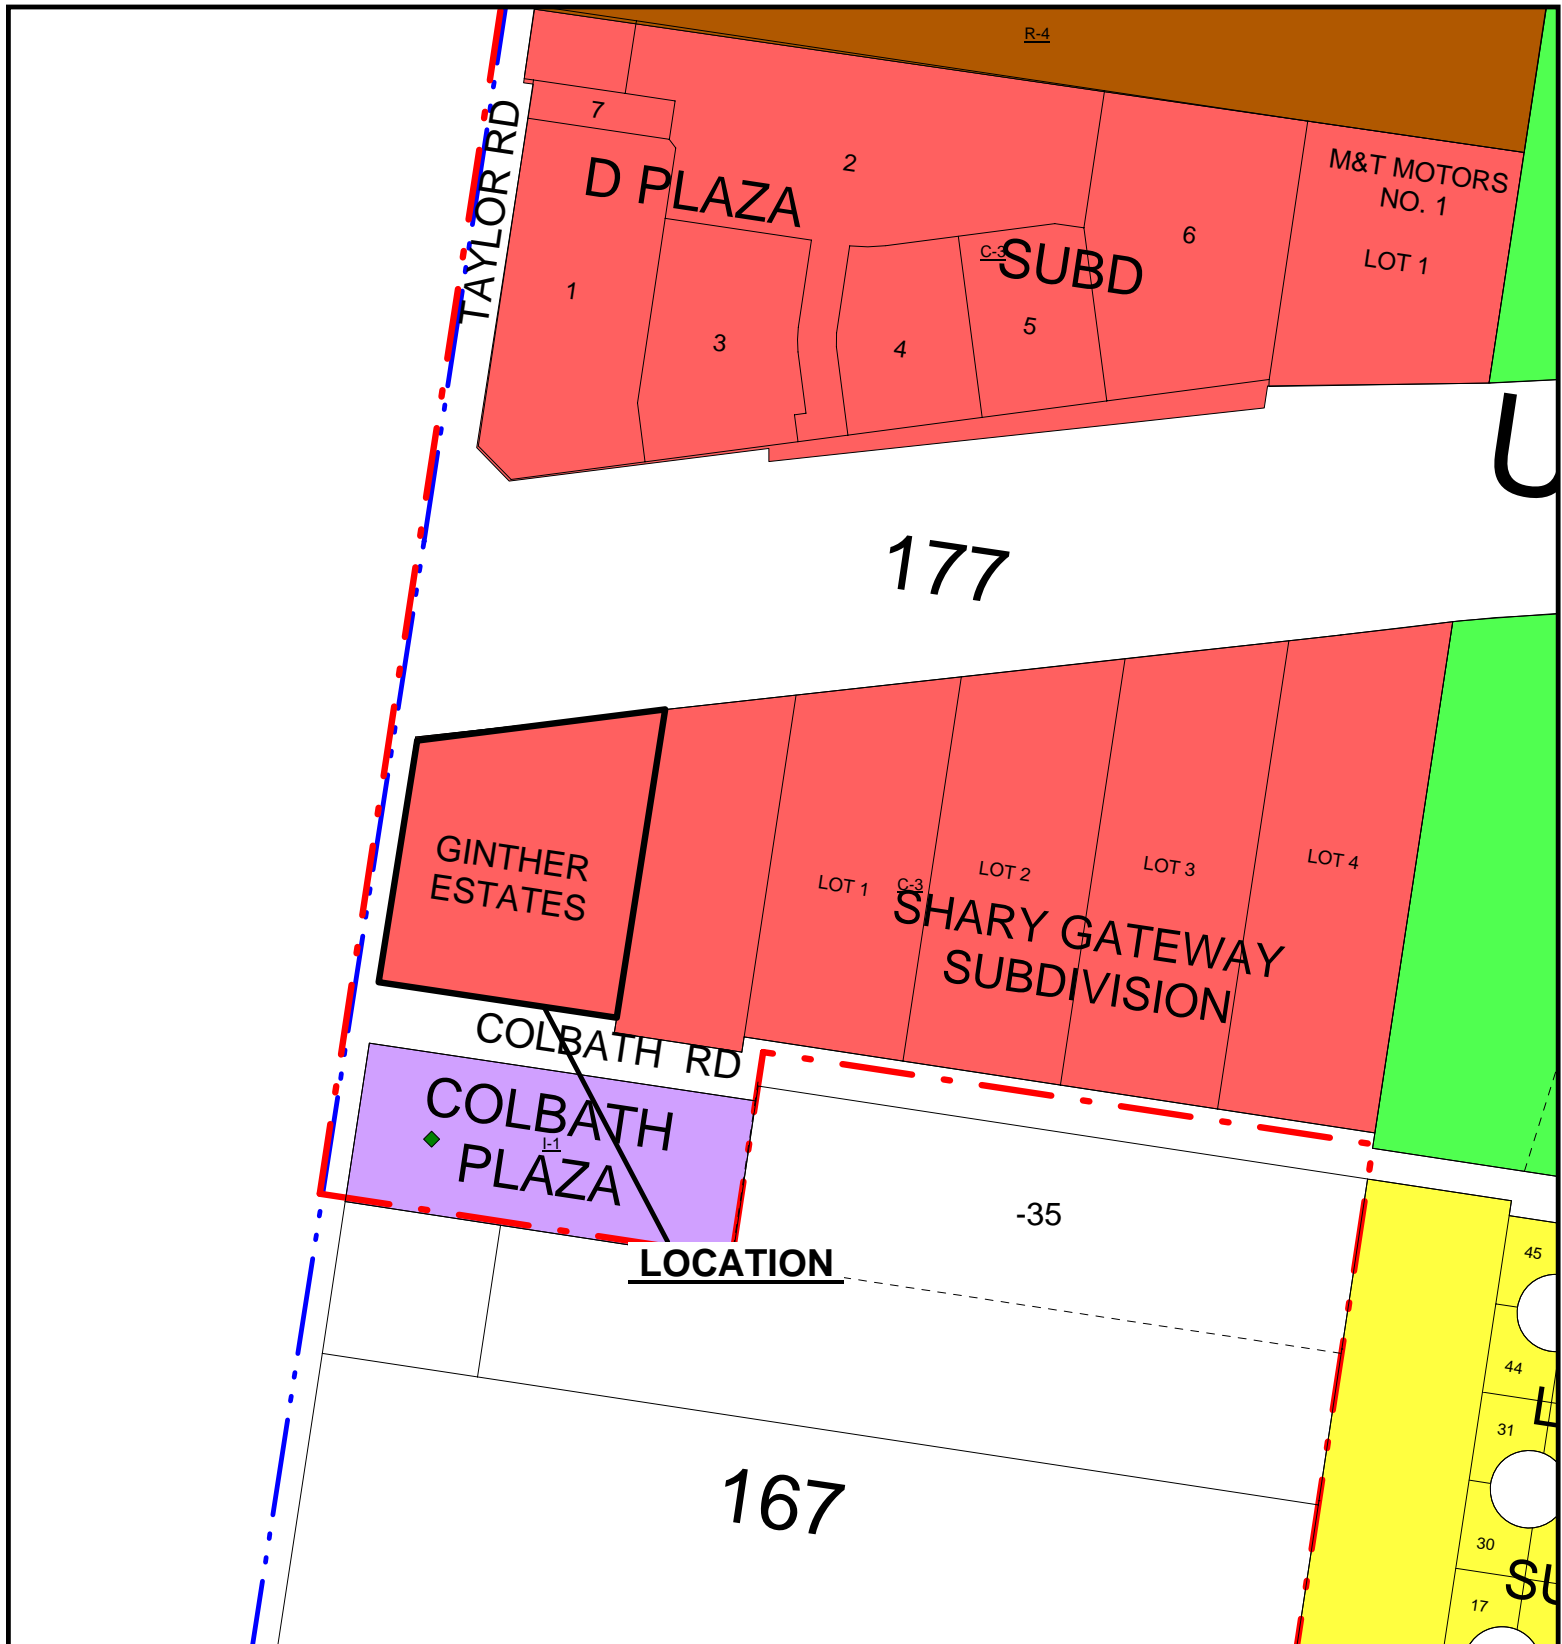 R-4
TAYLOR RD
7
2
D PLAZA
M&T MOTORS
NO. 1
LOT 1
6
C-3
SUBD
1
3
4
5
U
177
GINTHER
ESTATES
LOT 1
C-3
LOT 2
LOT 3
LOT 4
SHARY GATEWAY
SUBDIVISION
COLBATH RD
COLBATH
I-1
PLAZA
-35
LOCATION
45
44
L
31
167
30
SU
17